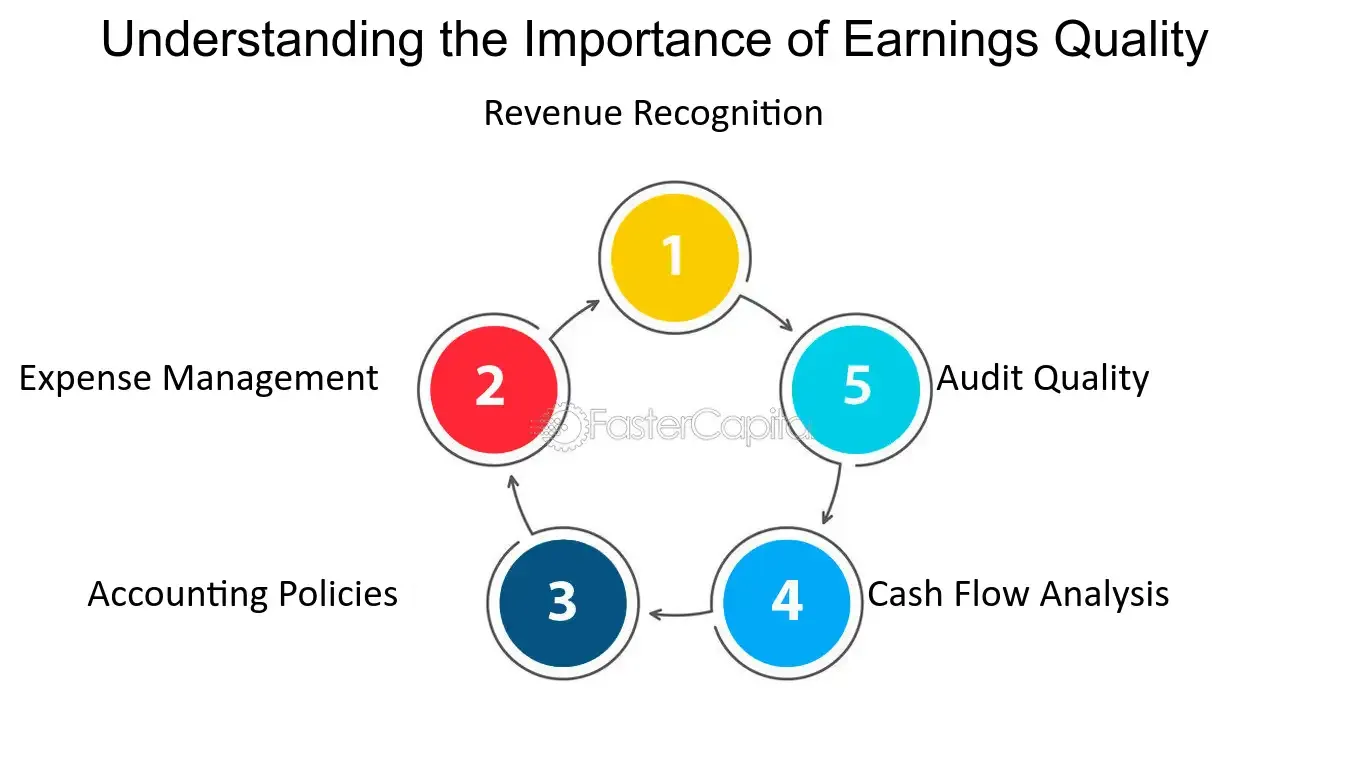 Understanding the Importance of Earnings Quality
Revenue Recognition
1
Expense Management
2
5
Audit Quality
FasterCapital
Accounting Policies
3
4
Cash Flow Analysis